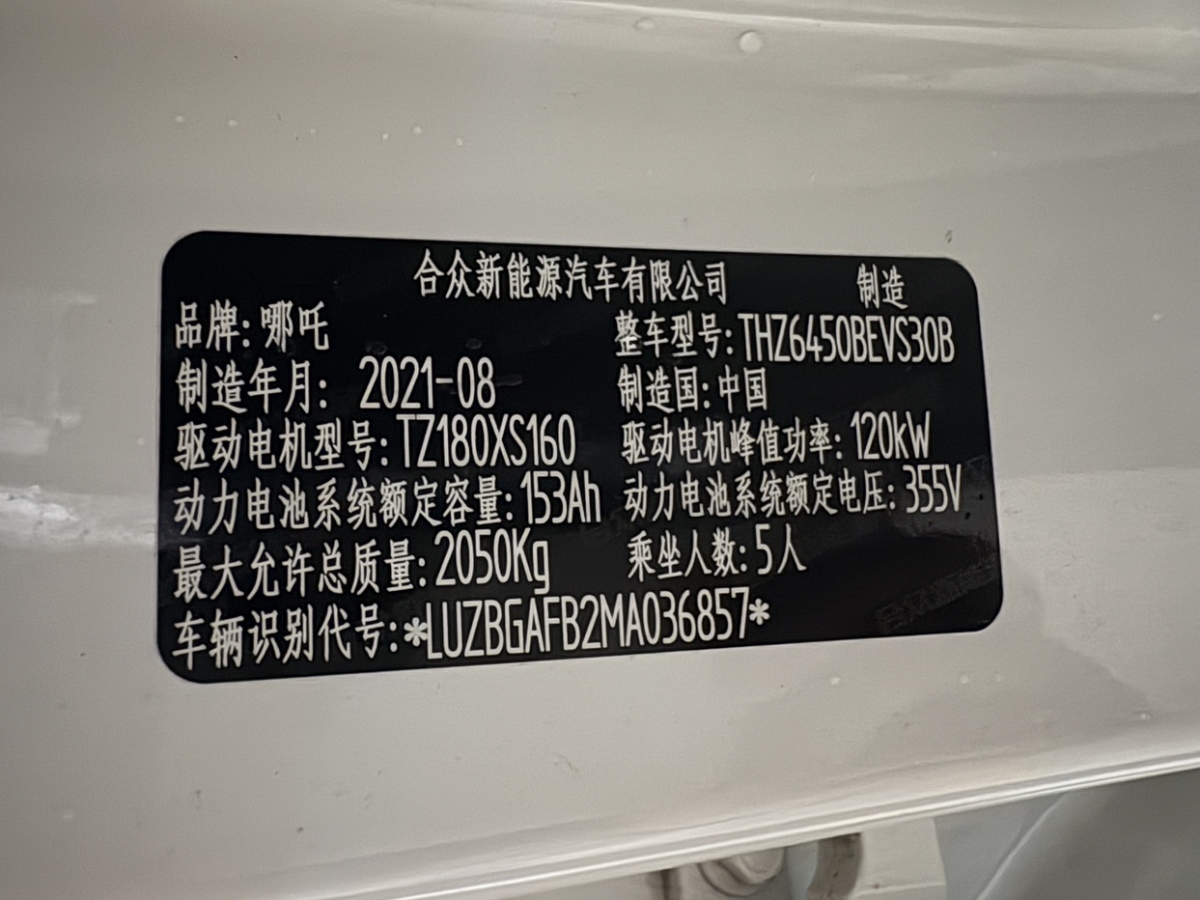 合众新能源汽车有限公司 制造
品牌: 哪吒 整车型号: THZ6450BEVS30B
制造年月: 2021-08 制造国: 中国
驱动电机型号: TZ180XS160 驱动电机峰值功率: 120kW
动力电池系统额定容量: 153Ah 动力电池系统额定电压: 355V
最大允许总质量: 2050Kg 乘坐人数: 5人
车辆识别代号: *LUZBGAFB2MA036857*